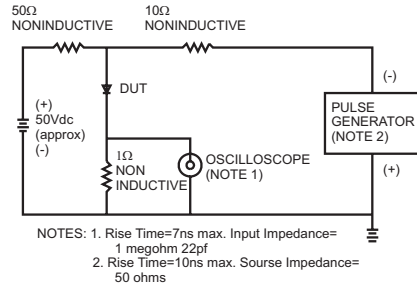 50Ω
NONINDUCTIVE
10Ω
NONINDUCTIVE
DUT
(+)
50Vdc
(approx)
(-)
1Ω
NON
INDUCTIVE
OSCILLOSCOPE
(NOTE 1)
(-)
PULSE
GENERATOR
(NOTE 2)
(+)
NOTES: 1. Rise Time=7ns max. Input Impedance=
1 megohm 22pf
2. Rise Time=10ns max. Sourse Impedance=
50 ohms